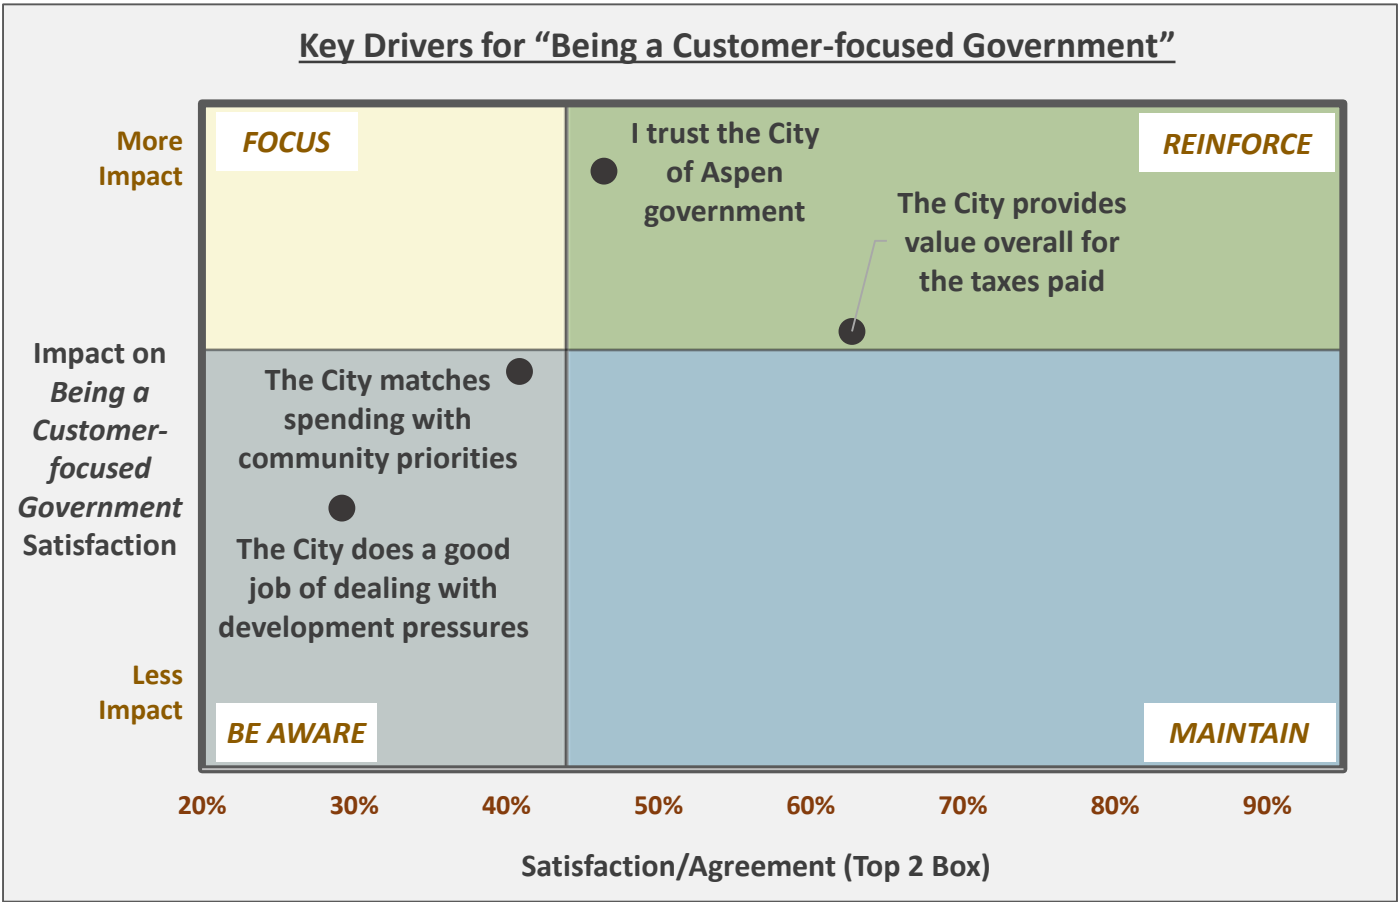 Key Drivers for “Being a Customer-focused Government”
More
Impact
FOCUS
I trust the City
of Aspen
government
REINFORCE
The City provides
value overall for
the taxes paid
Impact on
Being a
Customer-
focused
Government
Satisfaction
The City matches
spending with
community priorities
The City does a good
job of dealing with
development pressures
Less
Impact
BE AWARE
MAINTAIN
20%
30%
40%
50%
60%
70%
80%
90%
Satisfaction/Agreement (Top 2 Box)